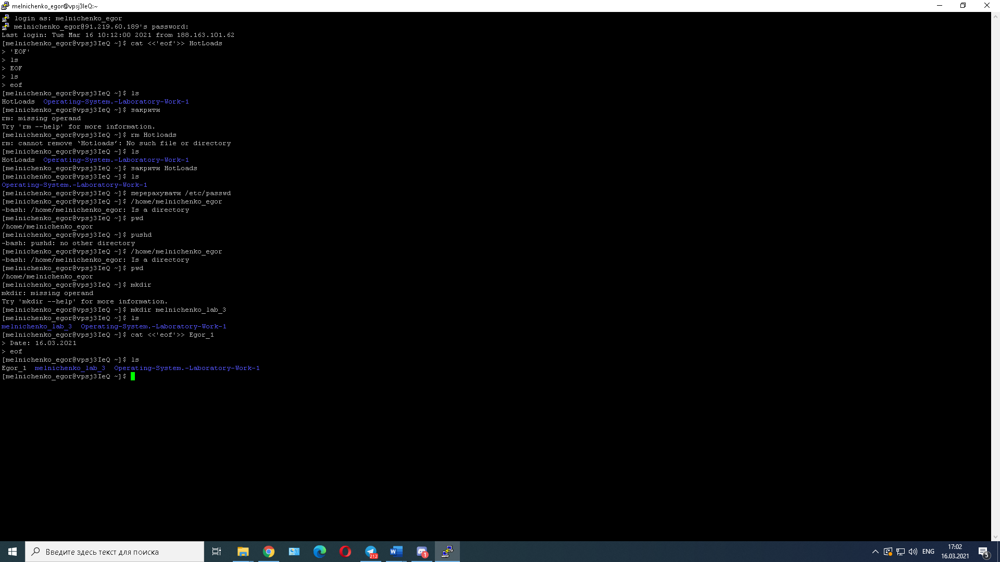 melnichenko_egor@vpsj3IeQ:~
login as: melnichenko_egor
melnichenko_egor@91.219.60.189's password:
Last login: Tue Mar 16 10:12:00 2021 from 188.163.101.62
[melnichenko_egor@vpsj3IeQ ~]$ cat <<'eof'>> HotLoads
> 'EOF'
> ls
> EOF
> ls
> eof
[melnichenko_egor@vpsj3IeQ ~]$ ls
HotLoads  Operating-System.-Laboratory-Work-1
[melnichenko_egor@vpsj3IeQ ~]$ закрити
rm: missing operand
Try 'rm --help' for more information.
[melnichenko_egor@vpsj3IeQ ~]$ rm Hotloads
rm: cannot remove ‘Hotloads’: No such file or directory
[melnichenko_egor@vpsj3IeQ ~]$ ls
HotLoads  Operating-System.-Laboratory-Work-1
[melnichenko_egor@vpsj3IeQ ~]$ закрити HotLoads
[melnichenko_egor@vpsj3IeQ ~]$ ls
Operating-System.-Laboratory-Work-1
[melnichenko_egor@vpsj3IeQ ~]$ перерахувати /etc/passwd
[melnichenko_egor@vpsj3IeQ ~]$ /home/melnichenko_egor
-bash: /home/melnichenko_egor: Is a directory
[melnichenko_egor@vpsj3IeQ ~]$ pwd
/home/melnichenko_egor
[melnichenko_egor@vpsj3IeQ ~]$ pushd
-bash: pushd: no other directory
[melnichenko_egor@vpsj3IeQ ~]$ /home/melnichenko_egor
-bash: /home/melnichenko_egor: Is a directory
[melnichenko_egor@vpsj3IeQ ~]$ pwd
/home/melnichenko_egor
[melnichenko_egor@vpsj3IeQ ~]$ mkdir
mkdir: missing operand
Try 'mkdir --help' for more information.
[melnichenko_egor@vpsj3IeQ ~]$ mkdir melnichenko_lab_3
[melnichenko_egor@vpsj3IeQ ~]$ ls
melnichenko_lab_3  Operating-System.-Laboratory-Work-1
[melnichenko_egor@vpsj3IeQ ~]$ cat <<'eof'>> Egor_1
> Date: 16.03.2021
> eof
[melnichenko_egor@vpsj3IeQ ~]$ ls
Egor_1  melnichenko_lab_3  Operating-System.-Laboratory-Work-1
[melnichenko_egor@vpsj3IeQ ~]$
Введите здесь текст для поиска
212
W
1
ENG
17:02
16.03.2021
5